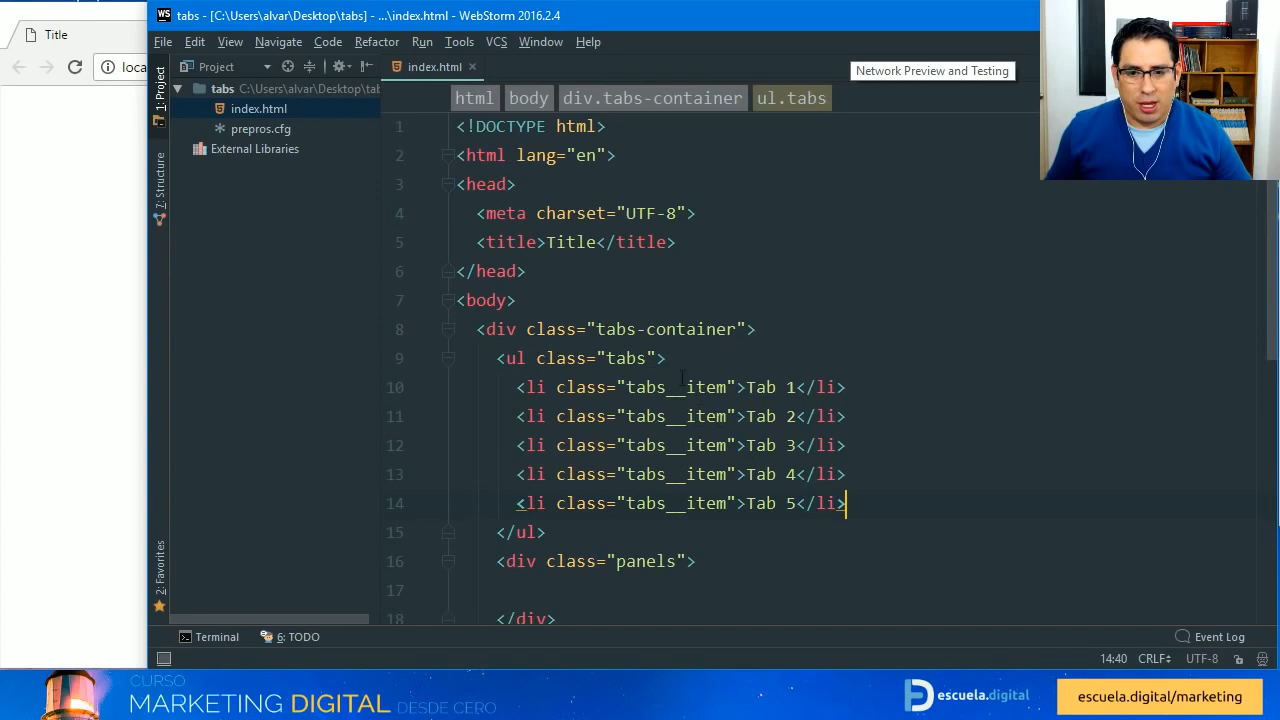 tabs - [C:\Users\alvar\Desktop\tabs] - ...\index.html - WebStorm 2016.2.4
Title
File Edit View Navigate Code Refactor Run Tools VCS Window Help
loca
1: Project
Project
index.html
Network Preview and Testing
tabs C:\Users\alvar\Desktop\tab
index.html
prepros.cfg
External Libraries
7: Structure
2: Favorites
html body div.tabs-container ul.tabs
1 <!DOCTYPE html>
2 <html lang="en">
3 <head>
4 <meta charset="UTF-8">
5 <title>Title</title>
6 </head>
7 <body>
8 <div class="tabs-container">
9 <ul class="tabs">
10 <li class="tabs__item">Tab 1</li>
11 <li class="tabs__item">Tab 2</li>
12 <li class="tabs__item">Tab 3</li>
13 <li class="tabs__item">Tab 4</li>
14 <li class="tabs__item">Tab 5</li>
15 </ul>
16 <div class="panels">
17
18 </div>
Terminal 6: TODO Event Log
14:40 CRLF UTF-8
CURSO
MARKETING DIGITAL DESDE CERO
escuela.digital
escuela.digital/marketing